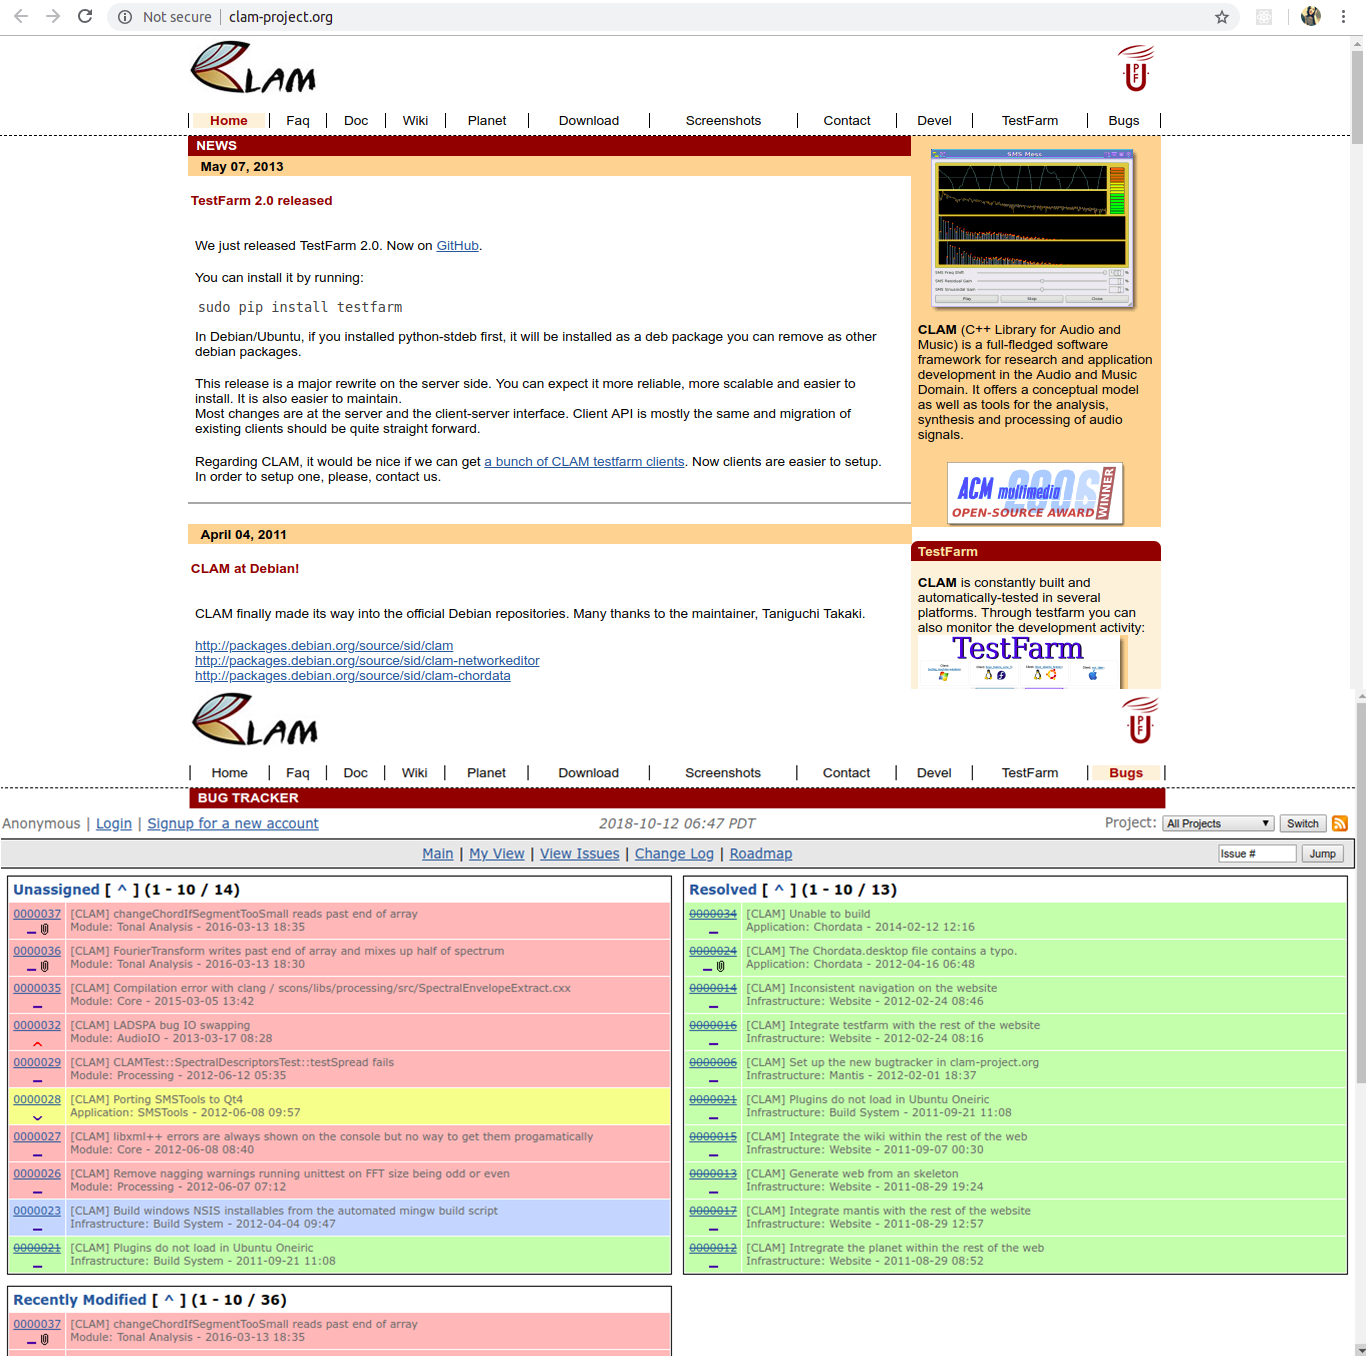 Not secure | clam-project.org
CLAM
UPF
Home Faq Doc Wiki Planet Download Screenshots Contact Devel TestFarm Bugs
NEWS
May 07, 2013
TestFarm 2.0 released
We just released TestFarm 2.0. Now on GitHub.
You can install it by running:
sudo pip install testfarm
In Debian/Ubuntu, if you installed python-stdeb first, it will be installed as a deb package you can remove as other
debian packages.
This release is a major rewrite on the server side. You can expect it more reliable, more scalable and easier to
install. It is also easier to maintain.
Most changes are at the server and the client-server interface. Client API is mostly the same and migration of
existing clients should be quite straight forward.
Regarding CLAM, it would be nice if we can get a bunch of CLAM testfarm clients. Now clients are easier to setup.
In order to setup one, please, contact us.
April 04, 2011
CLAM at Debian!
CLAM finally made its way into the official Debian repositories. Many thanks to the maintainer, Taniguchi Takaki.
http://packages.debian.org/source/sid/clam
http://packages.debian.org/source/sid/clam-networkeditor
http://packages.debian.org/source/sid/clam-chordata
SMS Mess
SMS Freq Shift
SMS Residual Gain
SMS Sinusoidal Gain
Play Stop Close
CLAM (C++ Library for Audio and
Music) is a full-fledged software
framework for research and application
development in the Audio and Music
Domain. It offers a conceptual model
as well as tools for the analysis,
synthesis and processing of audio
signals.
ACM multimedia 2006
OPEN-SOURCE AWARD WINNER
TestFarm
CLAM is constantly built and
automatically-tested in several
platforms. Through testfarm you can
also monitor the development activity:
TestFarm
CLAM
UPF
Home Faq Doc Wiki Planet Download Screenshots Contact Devel TestFarm Bugs
BUG TRACKER
Anonymous | Login | Signup for a new account
2018-10-12 06:47 PDT
Project: All Projects Switch
Main | My View | View Issues | Change Log | Roadmap
Issue # Jump
Unassigned [ ^ ] (1 - 10 / 14)
0000037 [CLAM] changeChordIfSegmentTooSmall reads past end of array
Module: Tonal Analysis - 2016-03-13 18:35
0000036 [CLAM] FourierTransform writes past end of array and mixes up half of spectrum
Module: Tonal Analysis - 2016-03-13 18:30
0000035 [CLAM] Compilation error with clang / scons/libs/processing/src/SpectralEnvelopeExtract.cxx
Module: Core - 2015-03-05 13:42
0000032 [CLAM] LADSPA bug IO swapping
Module: AudioIO - 2013-03-17 08:28
0000029 [CLAM] CLAMTest::SpectralDescriptorsTest::testSpread fails
Module: Processing - 2012-06-12 05:35
0000028 [CLAM] Porting SMSTools to Qt4
Application: SMSTools - 2012-06-08 09:57
0000027 [CLAM] libxml++ errors are always shown on the console but no way to get them progamatically
Module: Core - 2012-06-08 08:40
0000026 [CLAM] Remove nagging warnings running unittest on FFT size being odd or even
Module: Processing - 2012-06-07 07:12
0000023 [CLAM] Build windows NSIS installables from the automated mingw build script
Infrastructure: Build System - 2012-04-04 09:47
0000021 [CLAM] Plugins do not load in Ubuntu Oneiric
Infrastructure: Build System - 2011-09-21 11:08
Resolved [ ^ ] (1 - 10 / 13)
0000034 [CLAM] Unable to build
Application: Chordata - 2014-02-12 12:16
0000024 [CLAM] The Chordata.desktop file contains a typo.
Application: Chordata - 2012-04-16 06:48
0000014 [CLAM] Inconsistent navigation on the website
Infrastructure: Website - 2012-02-24 08:46
0000016 [CLAM] Integrate testfarm with the rest of the website
Infrastructure: Website - 2012-02-24 08:16
0000006 [CLAM] Set up the new bugtracker in clam-project.org
Infrastructure: Mantis - 2012-02-01 18:37
0000021 [CLAM] Plugins do not load in Ubuntu Oneiric
Infrastructure: Build System - 2011-09-21 11:08
0000015 [CLAM] Integrate the wiki within the rest of the web
Infrastructure: Website - 2011-09-07 00:30
0000013 [CLAM] Generate web from an skeleton
Infrastructure: Website - 2011-08-29 19:24
0000017 [CLAM] Integrate mantis with the rest of the website
Infrastructure: Website - 2011-08-29 12:57
0000012 [CLAM] Intregrate the planet within the rest of the web
Infrastructure: Website - 2011-08-29 08:52
Recently Modified [ ^ ] (1 - 10 / 36)
0000037 [CLAM] changeChordIfSegmentTooSmall reads past end of array
Module: Tonal Analysis - 2016-03-13 18:35